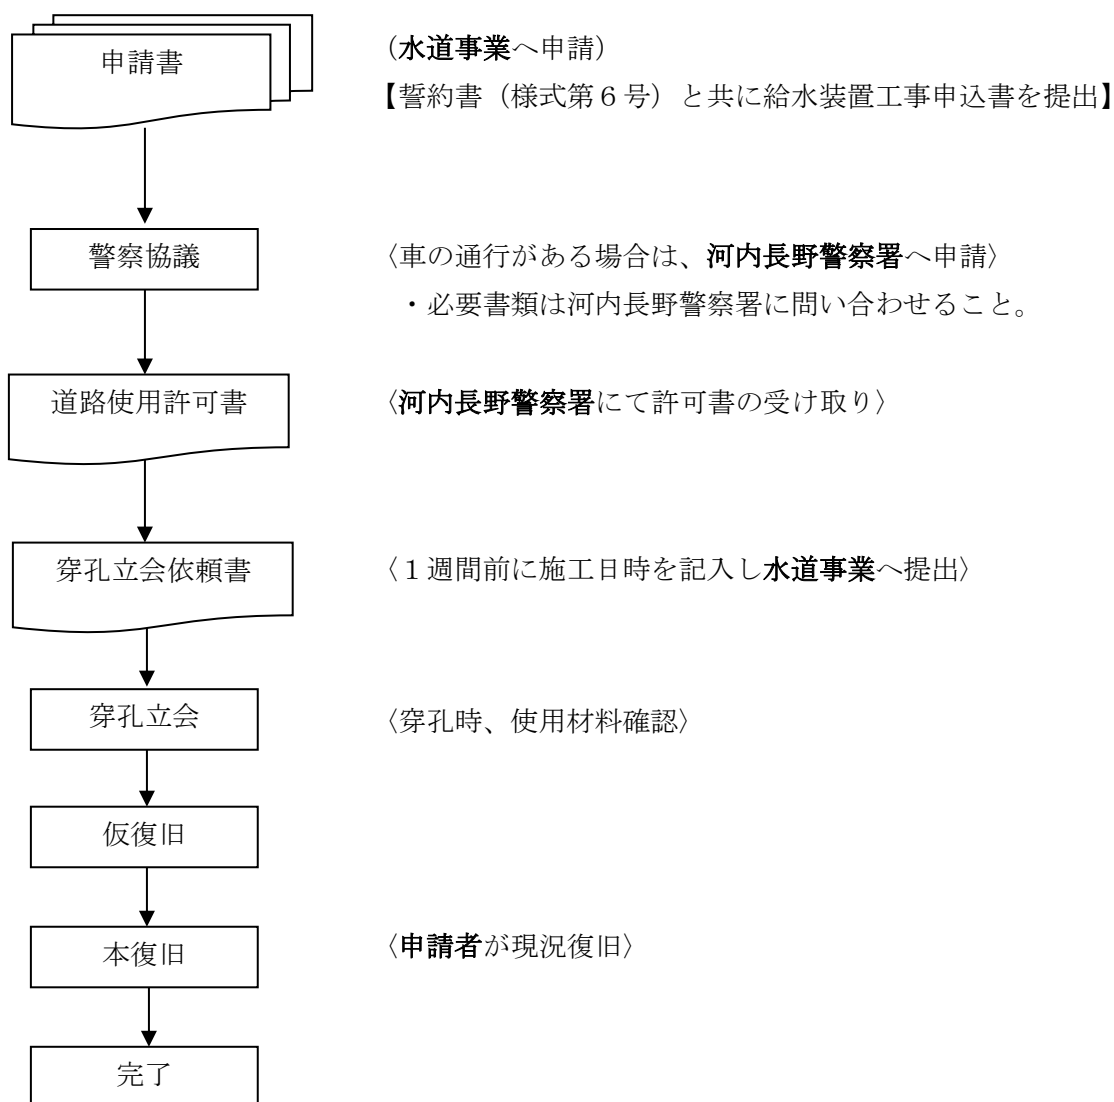 申請書
（水道事業へ申請）
【誓約書（様式第６号）と共に給水装置工事申込書を提出】
警察協議
〈車の通行がある場合は、河内長野警察署へ申請〉
・必要書類は河内長野警察署に問い合わせること。
道路使用許可書
〈河内長野警察署にて許可書の受け取り〉
穿孔立会依頼書
〈１週間前に施工日時を記入し水道事業へ提出〉
穿孔立会
〈穿孔時、使用材料確認〉
仮復旧
本復旧
〈申請者が現況復旧〉
完了